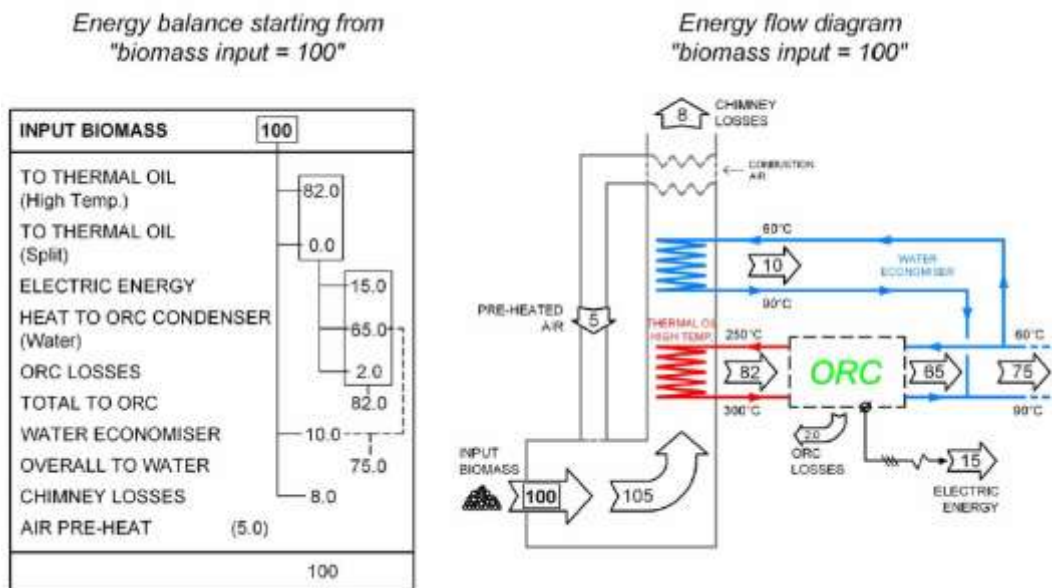 Energy balance starting from
"biomass input = 100"
INPUT BIOMASS 100
TO THERMAL OIL
(High Temp.) 82.0
TO THERMAL OIL
(Split) 0.0
ELECTRIC ENERGY 15.0
HEAT TO ORC CONDENSER
(Water) 65.0
ORC LOSSES 2.0
TOTAL TO ORC 82.0
WATER ECONOMISER 10.0
OVERALL TO WATER 75.0
CHIMNEY LOSSES 8.0
AIR PRE-HEAT (5.0)
100
Energy flow diagram
"biomass input = 100"
8
CHIMNEY
LOSSES
COMBUSTION
AIR
60°C
10
WATER
ECONOMISER
90°C
PRE-HEATED
AIR
5
THERMAL OIL
HIGH TEMP.
250°C
82
300°C
ORC
60°C
65
75
90°C
2.0
ORC
LOSSES
15
ELECTRIC
ENERGY
INPUT
BIOMASS
100
105